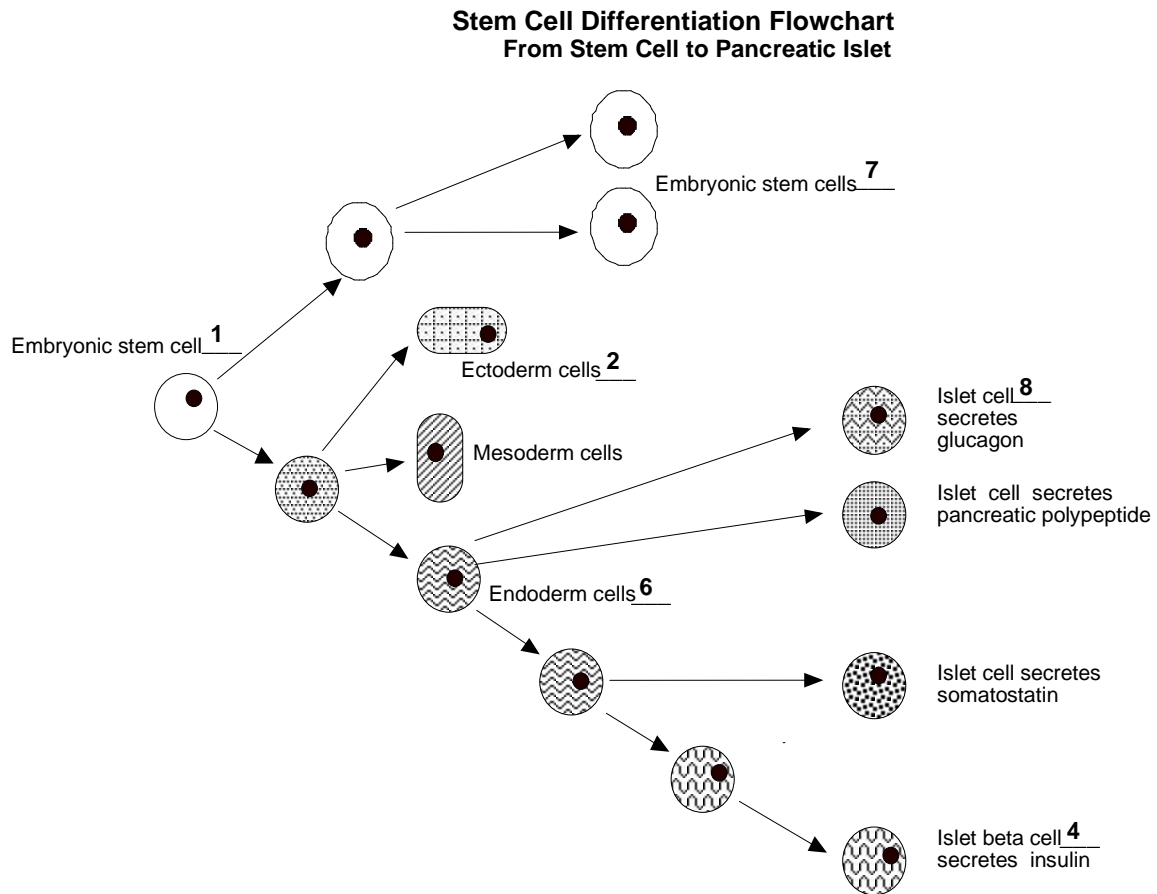 Stem Cell Differentiation Flowchart
From Stem Cell to Pancreatic Islet
Embryonic stem cells 7
Embryonic stem cell 1
Ectoderm cells 2
Mesoderm cells
Endoderm cells 6
Islet cell 8
secretes
glucagon
Islet cell secretes
pancreatic polypeptide
Islet cell secretes
somatostatin
Islet beta cell 4
secretes insulin